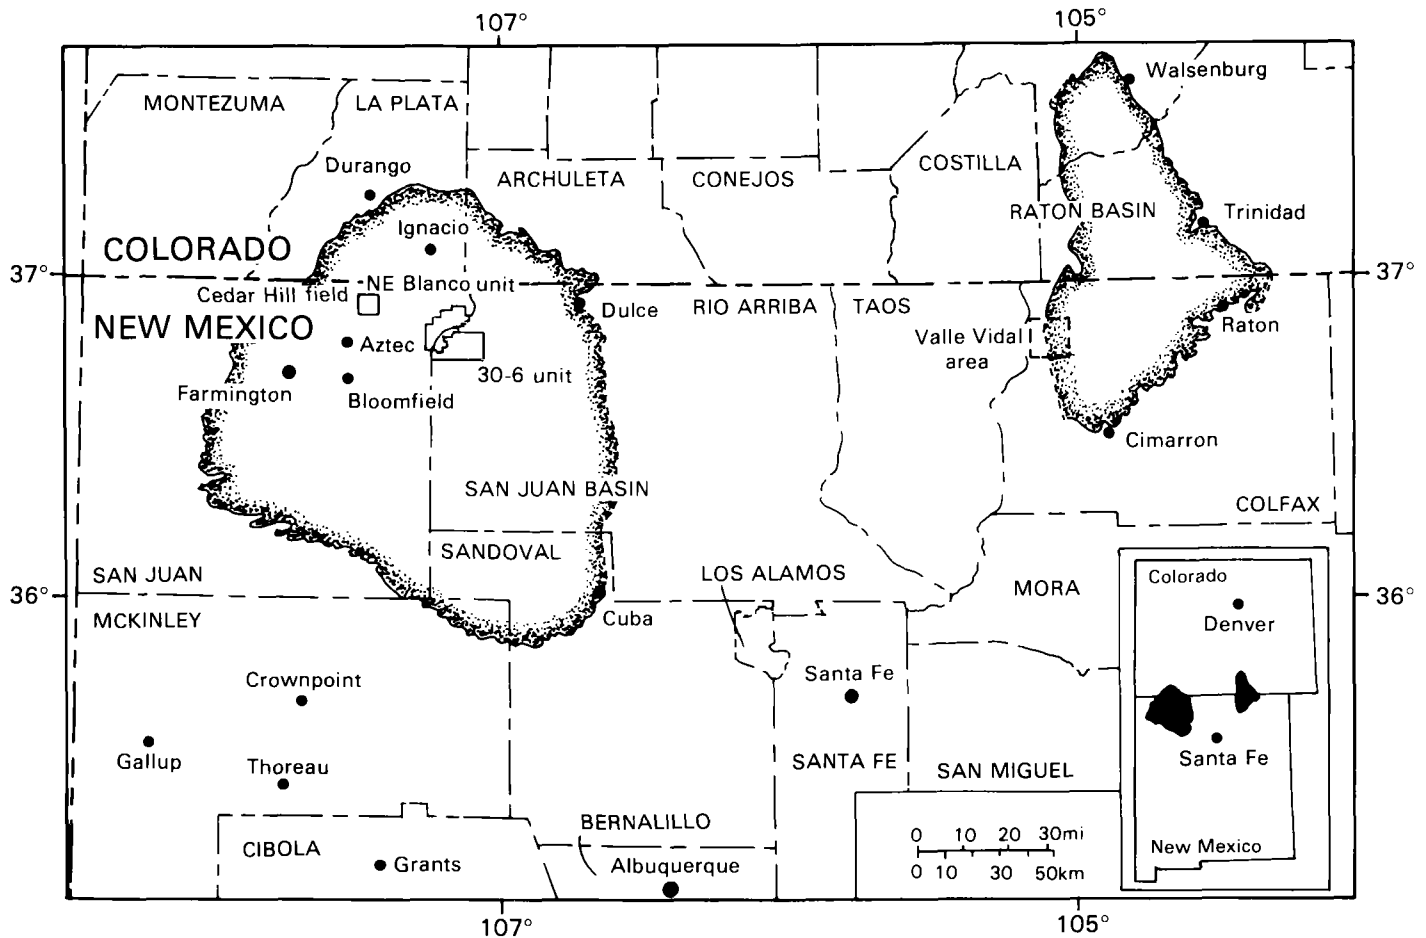 107°
105°
Walsenburg
MONTEZUMA
LA PLATA
Durango
ARCHULETA
CONEJOS
COSTILLA
RATON BASIN
Trinidad
Ignacio
COLORADO
37°
37°
NE Blanco unit
Cedar Hill field
NEW MEXICO
Dulce
RIO ARRIBA
TAOS
Raton
Valle Vidal
area
Aztec
30-6 unit
Farmington
Bloomfield
Cimarron
SAN JUAN BASIN
COLFAX
SANDOVAL
SAN JUAN
LOS ALAMOS
MORA
36°
36°
MCKINLEY
Cuba
Colorado
Denver
Crownpoint
Santa Fe
Gallup
Thoreau
SANTA FE
SAN MIGUEL
Santa Fe
BERNALILLO
0 10 20 30mi
CIBOLA
Grants
Albuquerque
0 10 30 50km
New Mexico
107°
105°